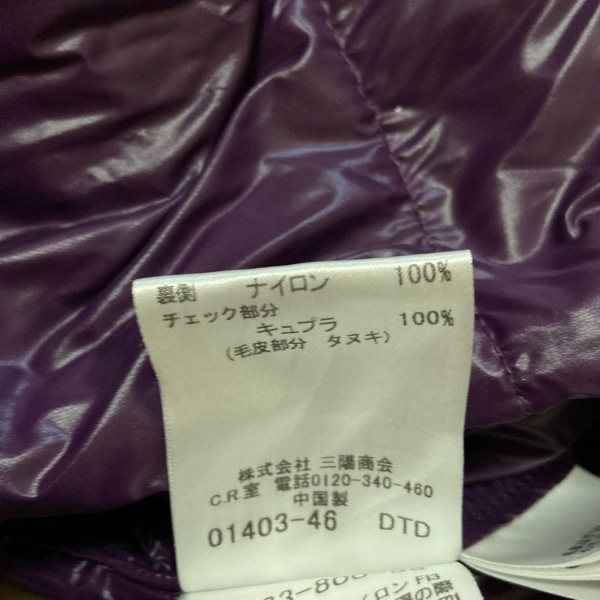 裏側 ナイロン 100%
チェック部分
キュプラ 100%
(毛皮部分 タヌキ)
株式会社 三陽商会
C.R.室 電話0120-340-460
中国製
01403-46 DTD